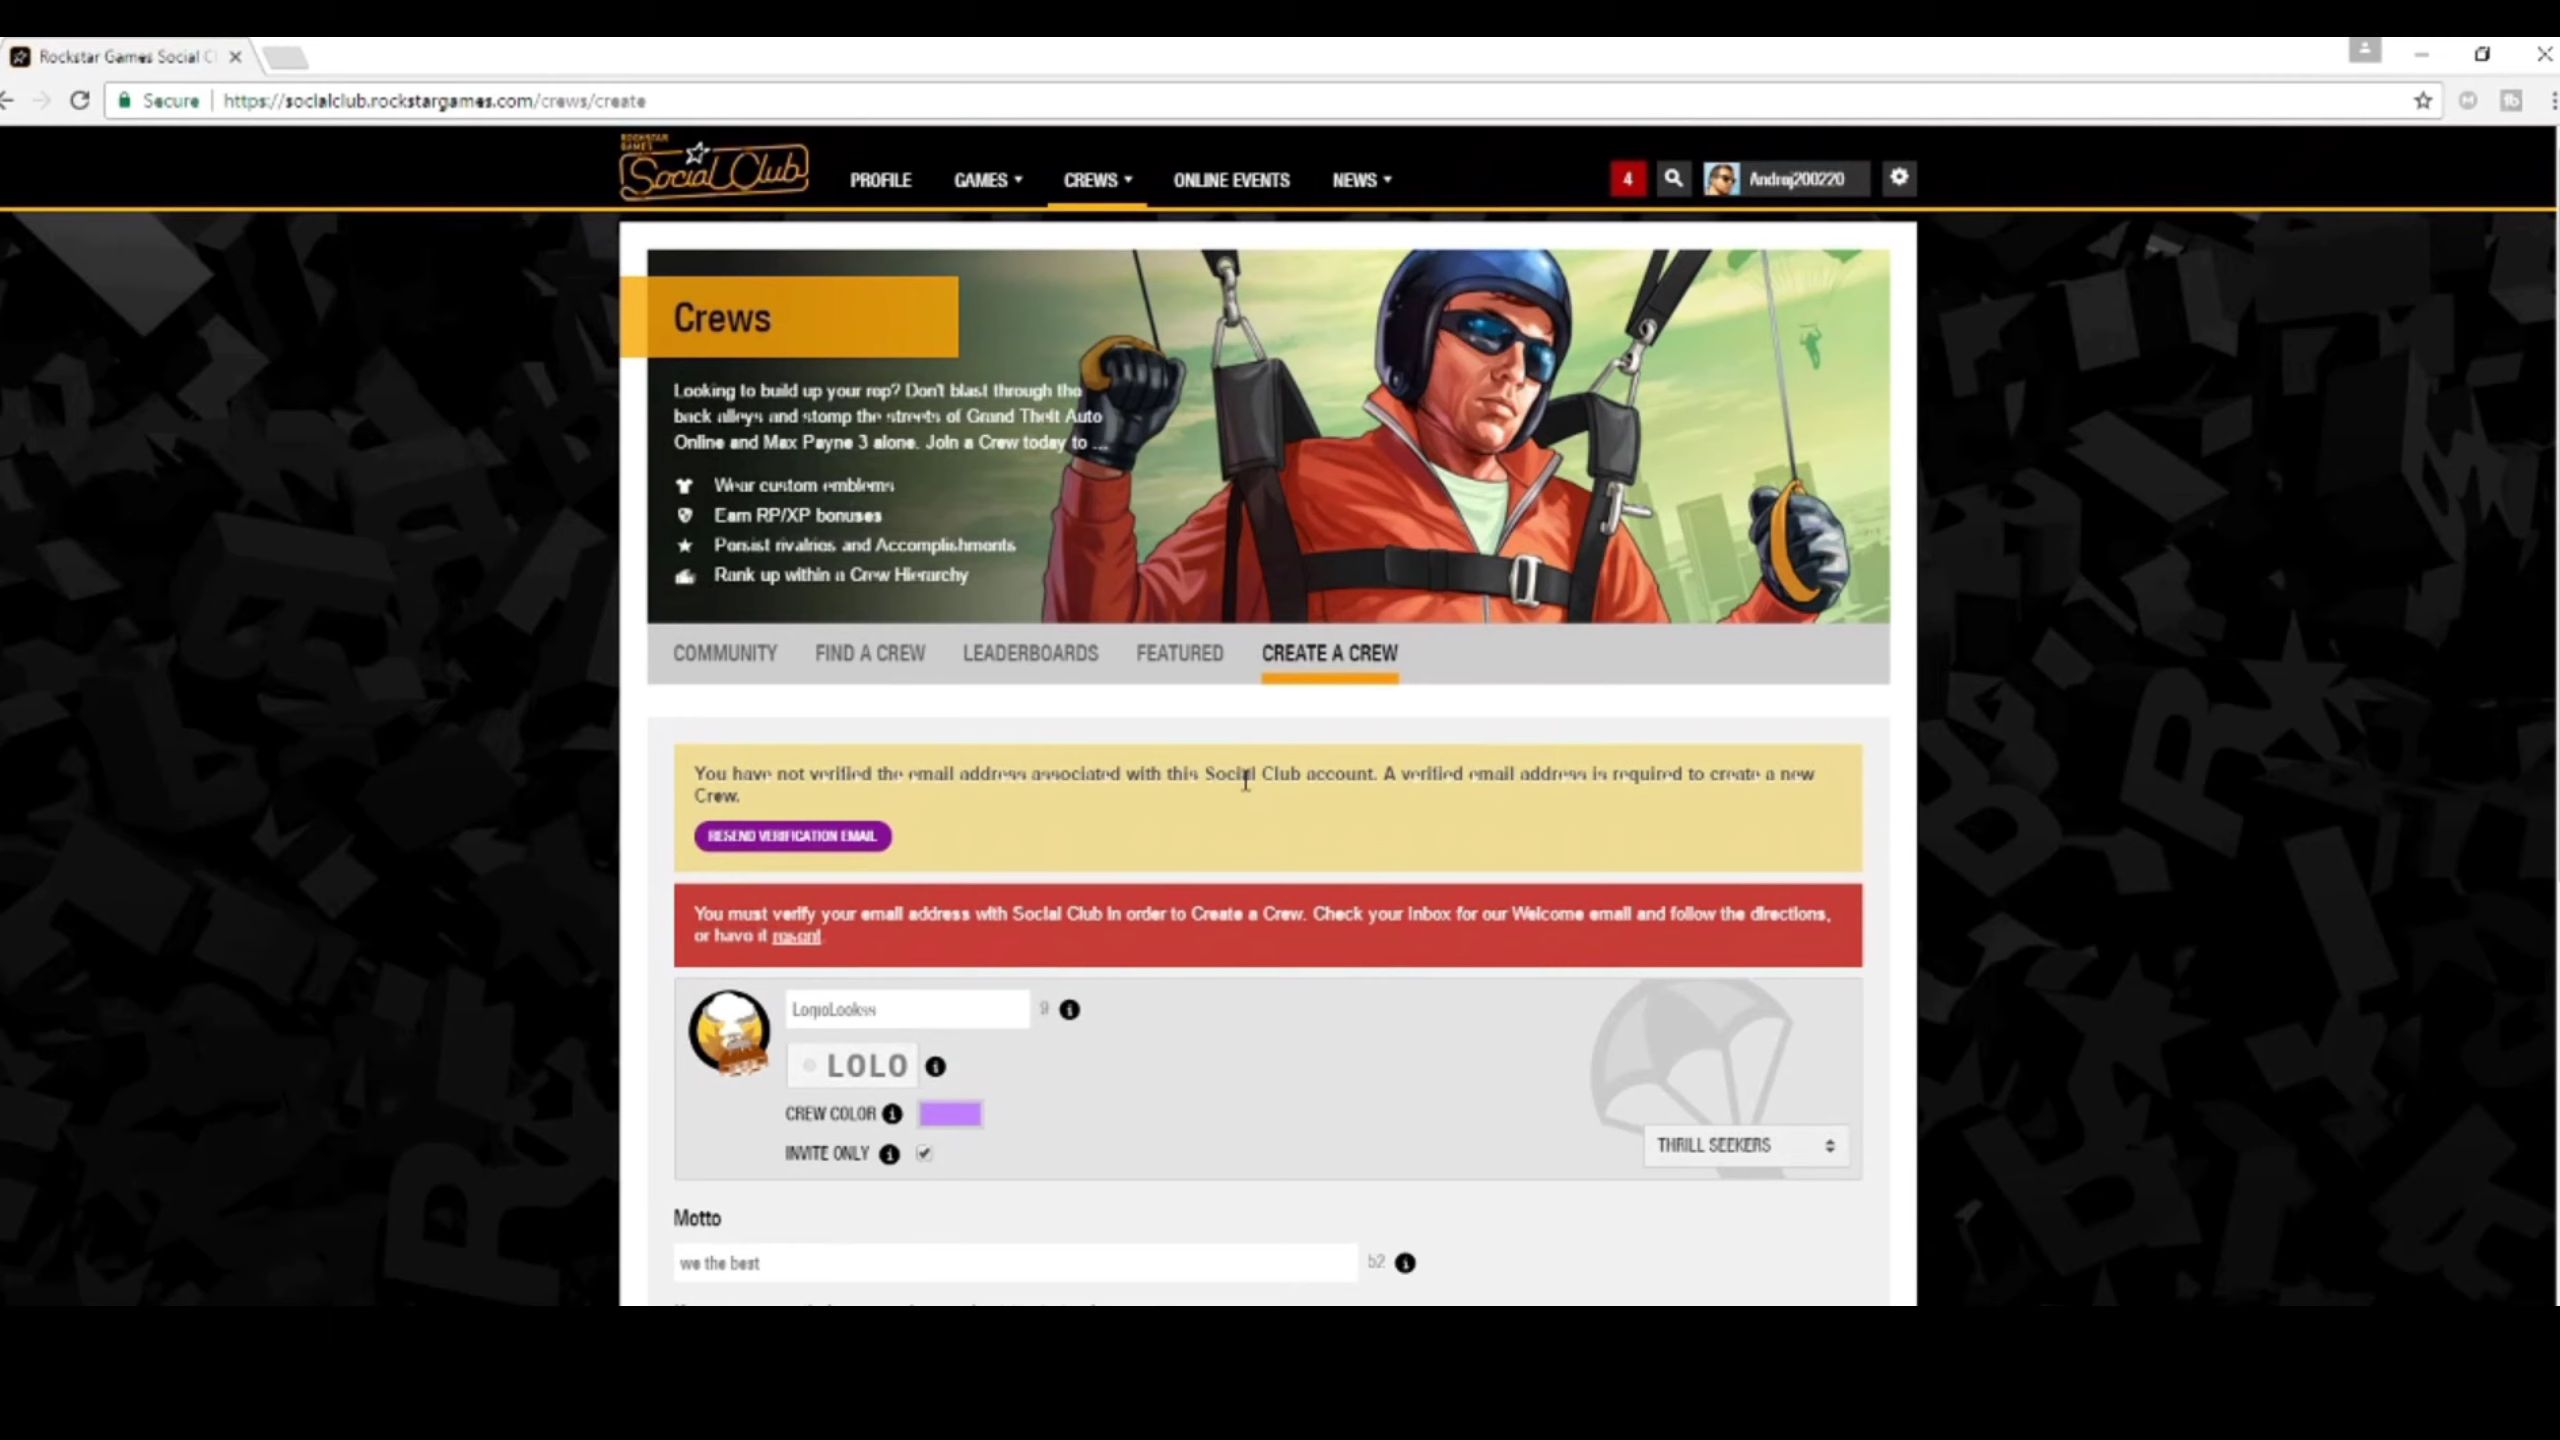 Rockstar Games Social C
Secure https://socialclub.rockstargames.com/crews/create
ROCKSTAR GAMES Social Club
PROFILE GAMES CREWS ONLINE EVENTS NEWS 4 Andrej200220
Crews
Looking to build up your rep? Don't blast through the
back alleys and stomp the streets of Grand Theft Auto
Online and Max Payne 3 alone. Join a Crew today to ...
Wear custom emblems
Earn RP/XP bonuses
Persist rivalries and Accomplishments
Rank up within a Crew Hierarchy
COMMUNITY FIND A CREW LEADERBOARDS FEATURED CREATE A CREW
You have not verified the email address associated with this Social Club account. A verified email address is required to create a new
Crew.
RESEND VERIFICATION EMAIL
You must verify your email address with Social Club in order to Create a Crew. Check your Inbox for our Welcome email and follow the directions,
or have it resent.
9
LOLO
CREW COLOR
INVITE ONLY
THRILL SEEKERS
Motto
we the best 52